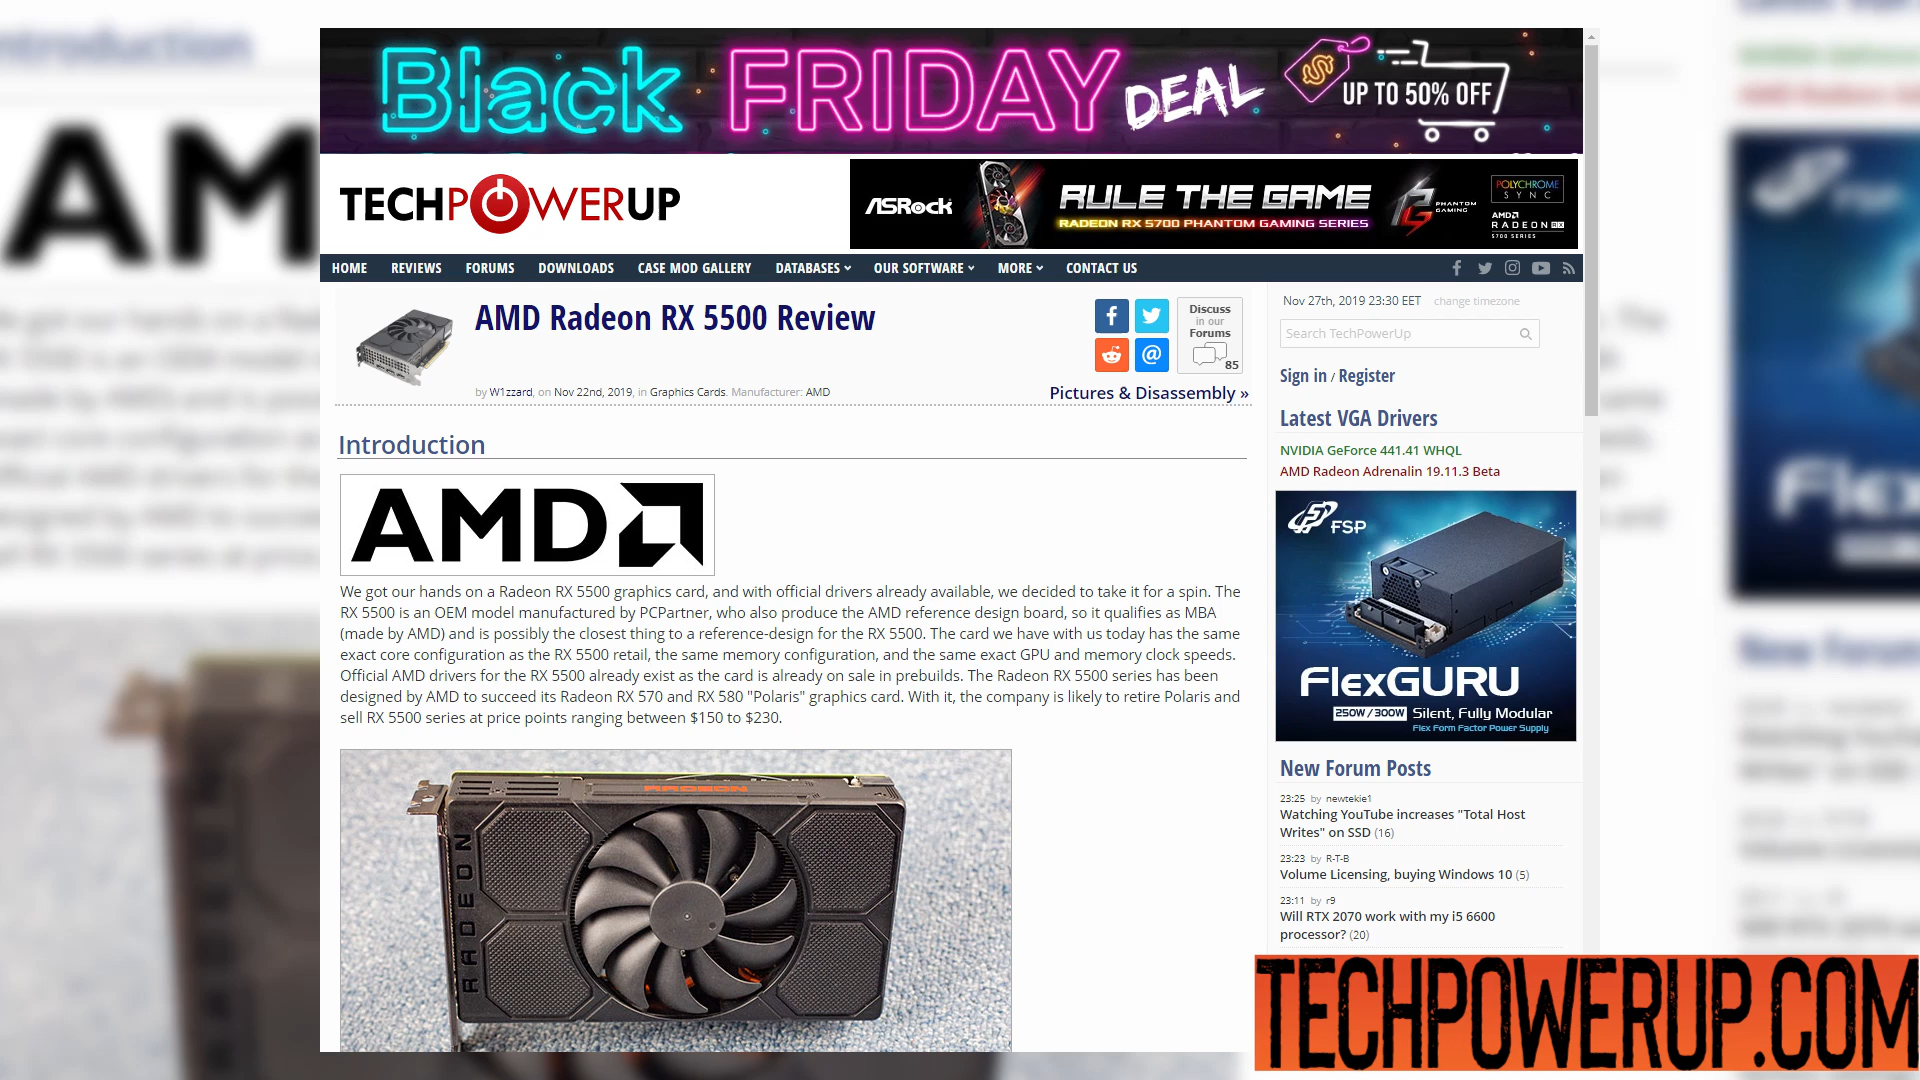 Black FRIDAY DEAL UP TO 50% OFF
TECHPOWERUP
ASRock RULE THE GAME PHANTOM GAMING POLYCHROME SYNC
RADEON RX 5700 PHANTOM GAMING SERIES AMD RADEON RX 5700 SERIES
HOME REVIEWS FORUMS DOWNLOADS CASE MOD GALLERY DATABASES OUR SOFTWARE MORE CONTACT US
AMD Radeon RX 5500 Review
Discuss
in our
Forums
85
by W1zzard, on Nov 22nd, 2019, in Graphics Cards. Manufacturer: AMD
Pictures & Disassembly »
Introduction
AMD
We got our hands on a Radeon RX 5500 graphics card, and with official drivers already available, we decided to take it for a spin. The
RX 5500 is an OEM model manufactured by PCPartner, who also produce the AMD reference design board, so it qualifies as MBA
(made by AMD) and is possibly the closest thing to a reference-design for the RX 5500. The card we have with us today has the same
exact core configuration as the RX 5500 retail, the same memory configuration, and the same exact GPU and memory clock speeds.
Official AMD drivers for the RX 5500 already exist as the card is already on sale in prebuilds. The Radeon RX 5500 series has been
designed by AMD to succeed its Radeon RX 570 and RX 580 "Polaris" graphics card. With it, the company is likely to retire Polaris and
sell RX 5500 series at price points ranging between $150 to $230.
RADEON
RADEON
Nov 27th, 2019 23:30 EET change timezone
Search TechPowerUp
Sign in / Register
Latest VGA Drivers
NVIDIA GeForce 441.41 WHQL
AMD Radeon Adrenalin 19.11.3 Beta
FSP
FlexGURU
250W/300W Silent, Fully Modular
Flex Form Factor Power Supply
New Forum Posts
23:25 by newtekie1
Watching YouTube increases "Total Host
Writes" on SSD (16)
23:23 by R-T-B
Volume Licensing, buying Windows 10 (5)
23:11 by r9
Will RTX 2070 work with my i5 6600
processor? (20)
TECHPOWERUP.COM